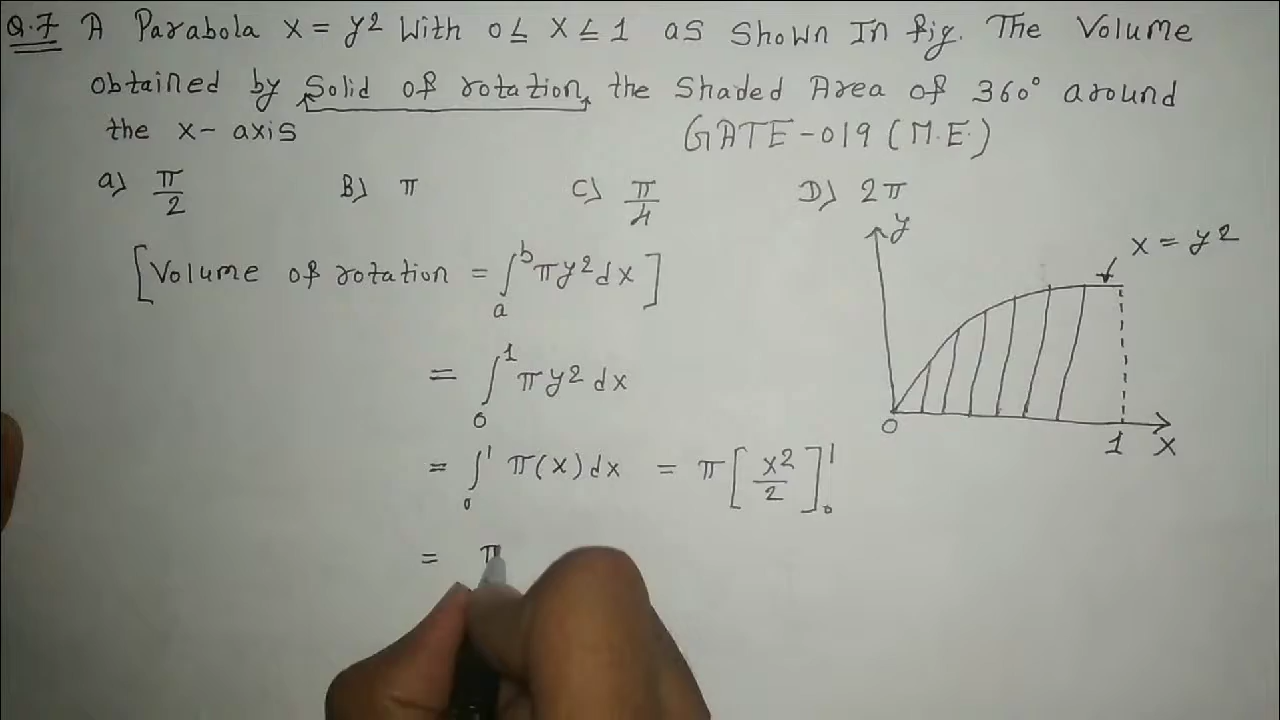 Q.7 A Parabola x = y2 With 0 ≤ x ≤ 1 as Shown In fig. The Volume
obtained by Solid of rotation, the Shaded Area of 360° around
the x- axis GATE-019 (M.E.)
a) π/2 B) π C) π/4 D) 2π
y
x = y2
[Volume of rotation = ∫_a^b πy2dx]
= ∫_0^1 πy2 dx
0 1 x
= ∫_0^1 π(x)dx = π[x2/2]_0^1
= π